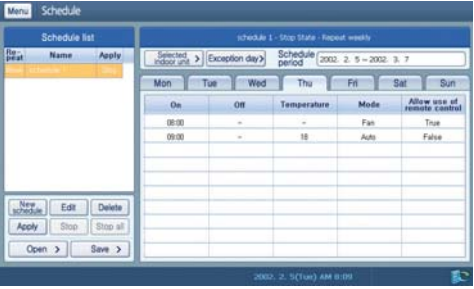 Menu Schedule
Schedule list
schedule 1 - Stop State - Repeat weekly
Re-peat Name Apply
Selected indoor unit > Exception day> Schedule period 2002. 2. 5 ~ 2002. 3. 7
schedule 1 Stop
Mon Tue Wed Thu Fri Sat Sun
On Off Temperature Mode Allow use of remote control
08:00 - - Fan True
09:00 - 18 Auto False
New schedule Edit Delete
Apply Stop Stop all
Open > Save >
2002. 2. 5(Tue) AM 0:09